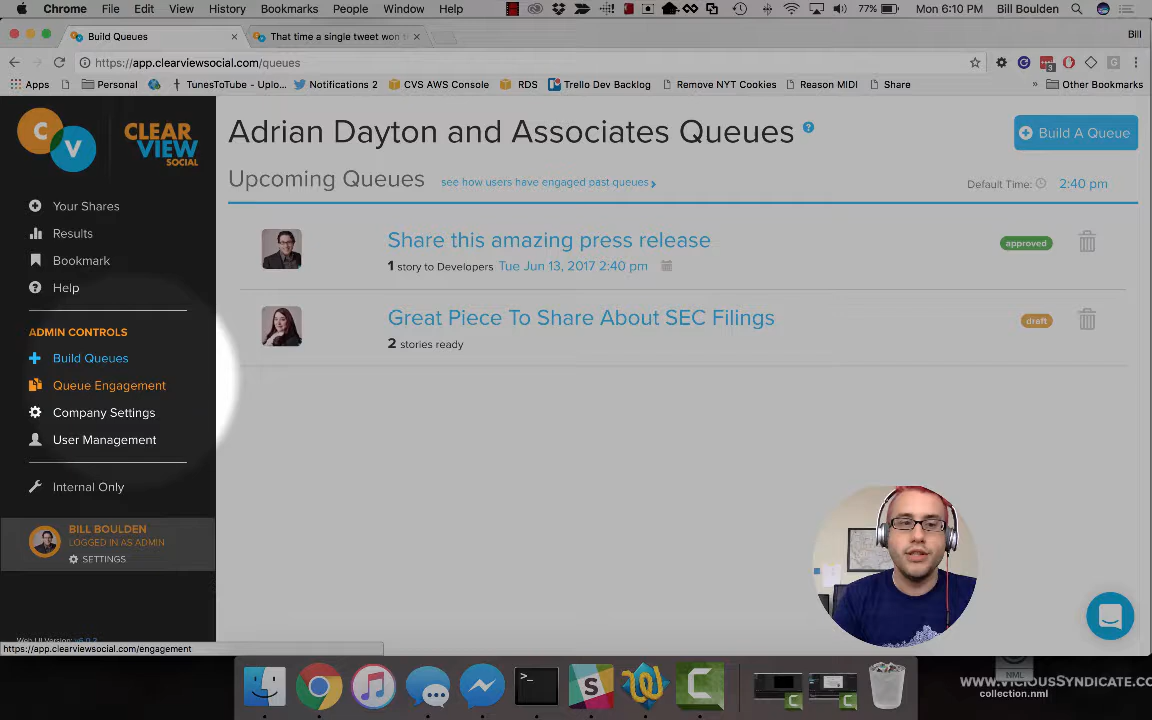 Chrome File Edit View History Bookmarks People Window Help 77% Mon 6:10 PM Bill Boulden
Build Queues × That time a single tweet won t × Bill
https://app.clearviewsocial.com/queues
Apps Personal TunesToTube - Uplo... Notifications 2 CVS AWS Console RDS Trello Dev Backlog Remove NYT Cookies Reason MIDI Share » Other Bookmarks
C V CLEAR
VIEW
SOCIAL
Adrian Dayton and Associates Queues ?
Build A Queue
Upcoming Queues see how users have engaged past queues
Default Time: 2:40 pm
Your Shares
Results
Bookmark
Help
ADMIN CONTROLS
Build Queues
Queue Engagement
Company Settings
User Management
Internal Only
BILL BOULDEN
LOGGED IN AS ADMIN
SETTINGS
Web UI Version: v6.0.2
Share this amazing press release
1 story to Developers Tue Jun 13, 2017 2:40 pm
approved
Great Piece To Share About SEC Filings
2 stories ready
draft
https://app.clearviewsocial.com/engagement
NML
www.VICIOUSSYNDICATE.CO
collection.nml